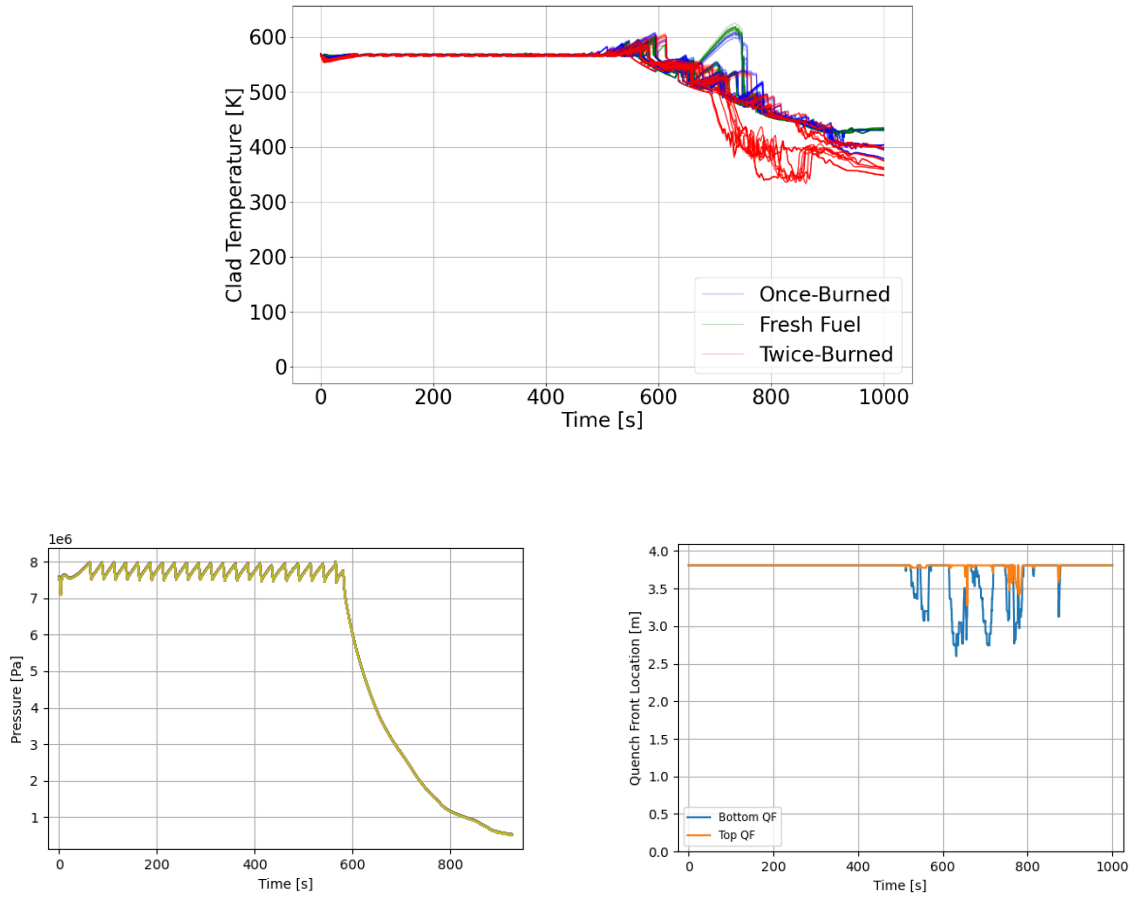 600
500
400
300
200
100
0
Clad Temperature [K]
Once-Burned
Fresh Fuel
Twice-Burned
0 200 400 600 800 1000
Time [s]
1e6
8
7
6
5
4
3
2
1
Pressure [Pa]
0 200 400 600 800
Time [s]
4.0
3.5
3.0
2.5
2.0
1.5
1.0
0.5
0.0
Quench Front Location [m]
Bottom QF
Top QF
0 200 400 600 800 1000
Time [s]